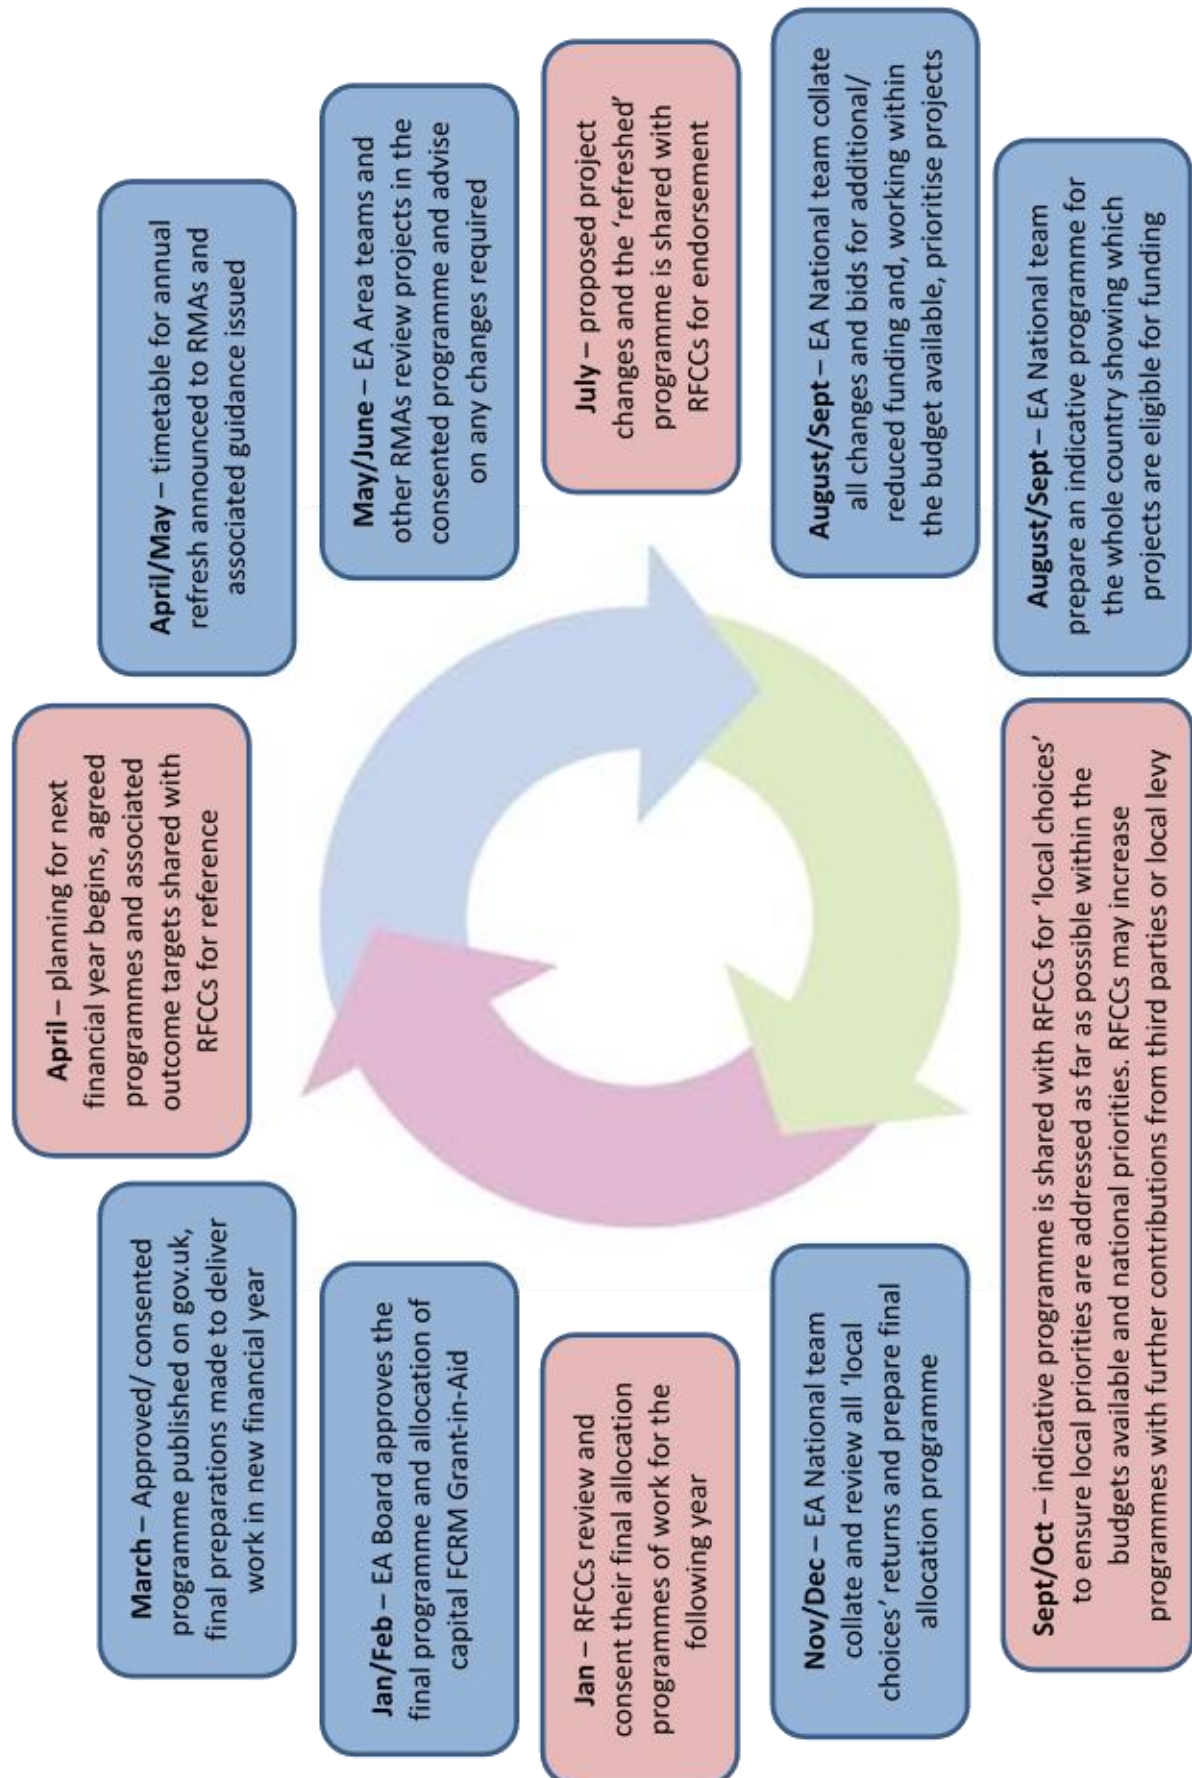 April – planning for next
financial year begins, agreed
programmes and associated
outcome targets shared with
RFCCs for reference
April/May – timetable for annual
refresh announced to RMAs and
associated guidance issued
May/June – EA Area teams and
other RMAs review projects in the
consented programme and advise
on any changes required
July – proposed project
changes and the ‘refreshed’
programme is shared with
RFCCs for endorsement
August/Sept – EA National team collate
all changes and bids for additional/
reduced funding and, working within
the budget available, prioritise projects
August/Sept – EA National team
prepare an indicative programme for
the whole country showing which
projects are eligible for funding
Sept/Oct – indicative programme is shared with RFCCs for ‘local choices’
to ensure local priorities are addressed as far as possible within the
budgets available and national priorities. RFCCs may increase
programmes with further contributions from third parties or local levy
Nov/Dec – EA National team
collate and review all ‘local
choices’ returns and prepare final
allocation programme
Jan – RFCCs review and
consent their final allocation
programmes of work for the
following year
Jan/Feb – EA Board approves the
final programme and allocation of
capital FCRM Grant-in-Aid
March – Approved/ consented
programme published on gov.uk,
final preparations made to deliver
work in new financial year